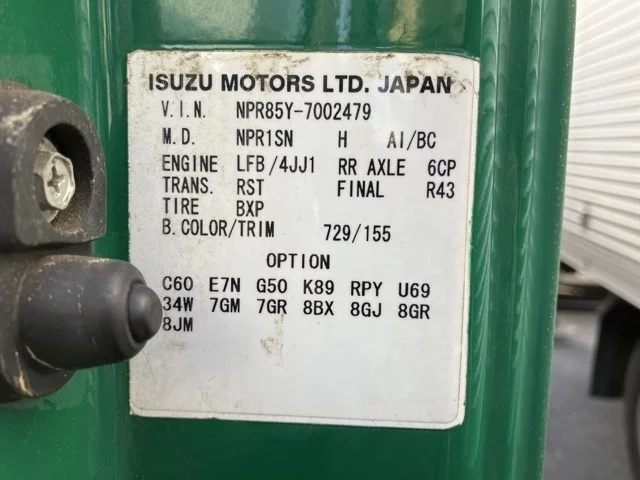 ISUZU MOTORS LTD. JAPAN
V.I.N. NPR85Y-7002479
M.D. NPR1SN H AI/BC
ENGINE LFB/4JJ1 RR AXLE 6CP
TRANS. RST FINAL R43
TIRE BXP
B.COLOR/TRIM 729/155
OPTION
C60 E7N G50 K89 RPY U69
34W 7GM 7GR 8BX 8GJ 8GR
8JM